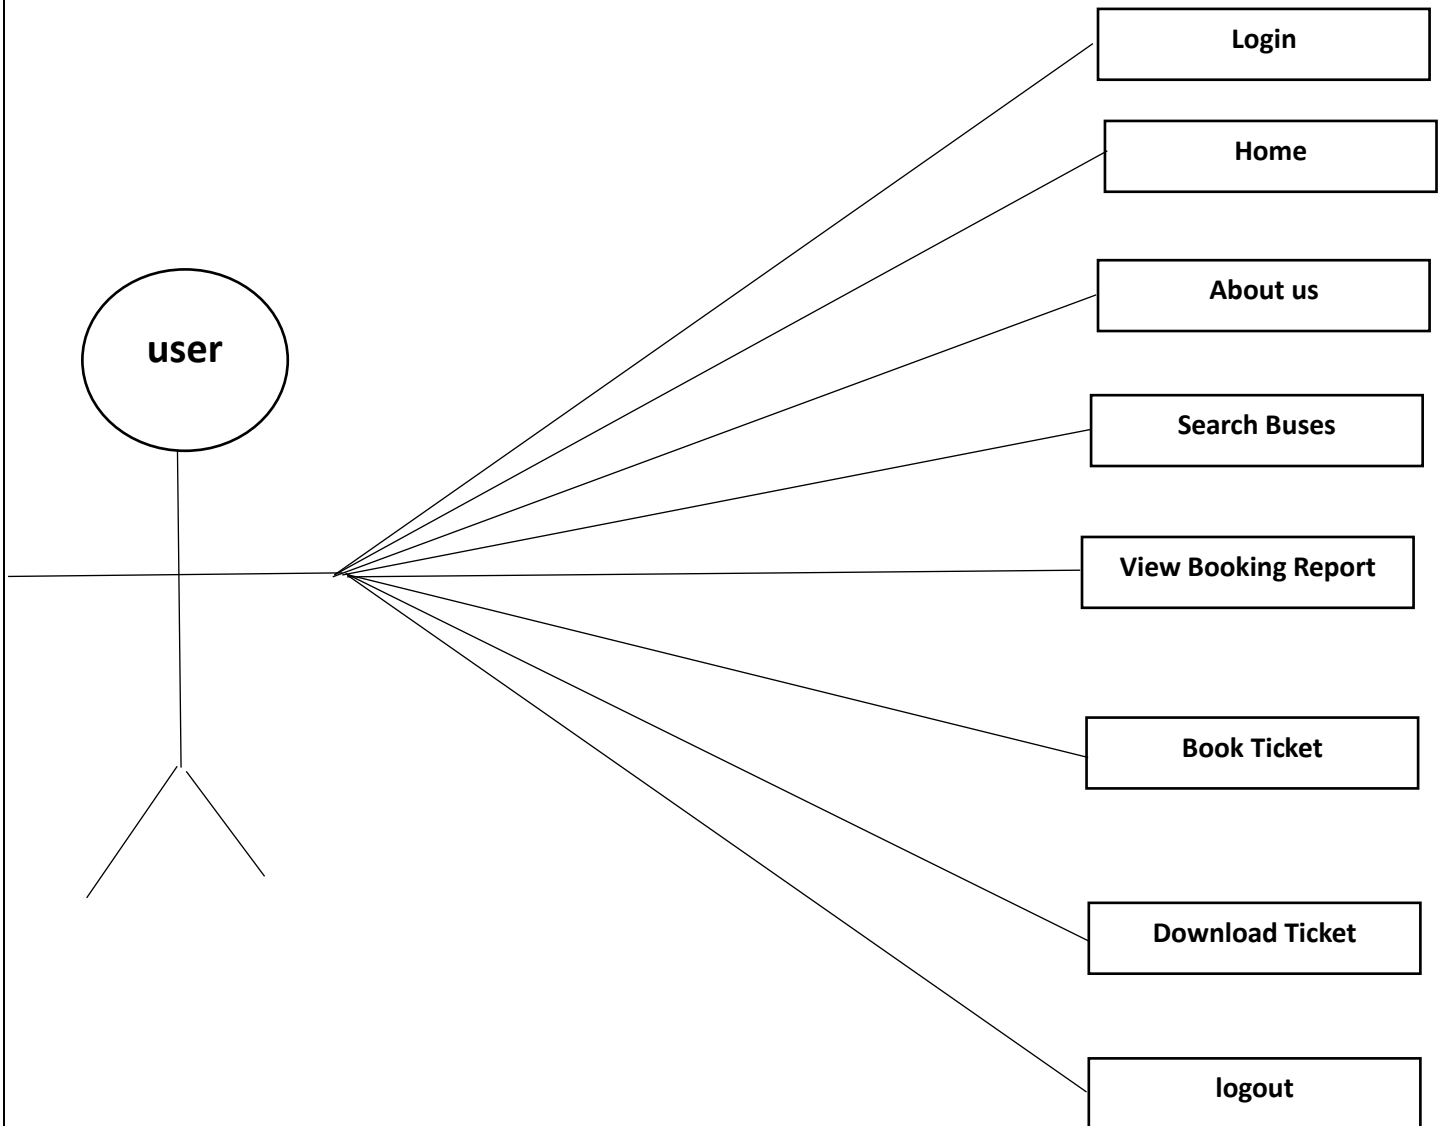 Login
Home
About us
user
Search Buses
View Booking Report
Book Ticket
Download Ticket
logout